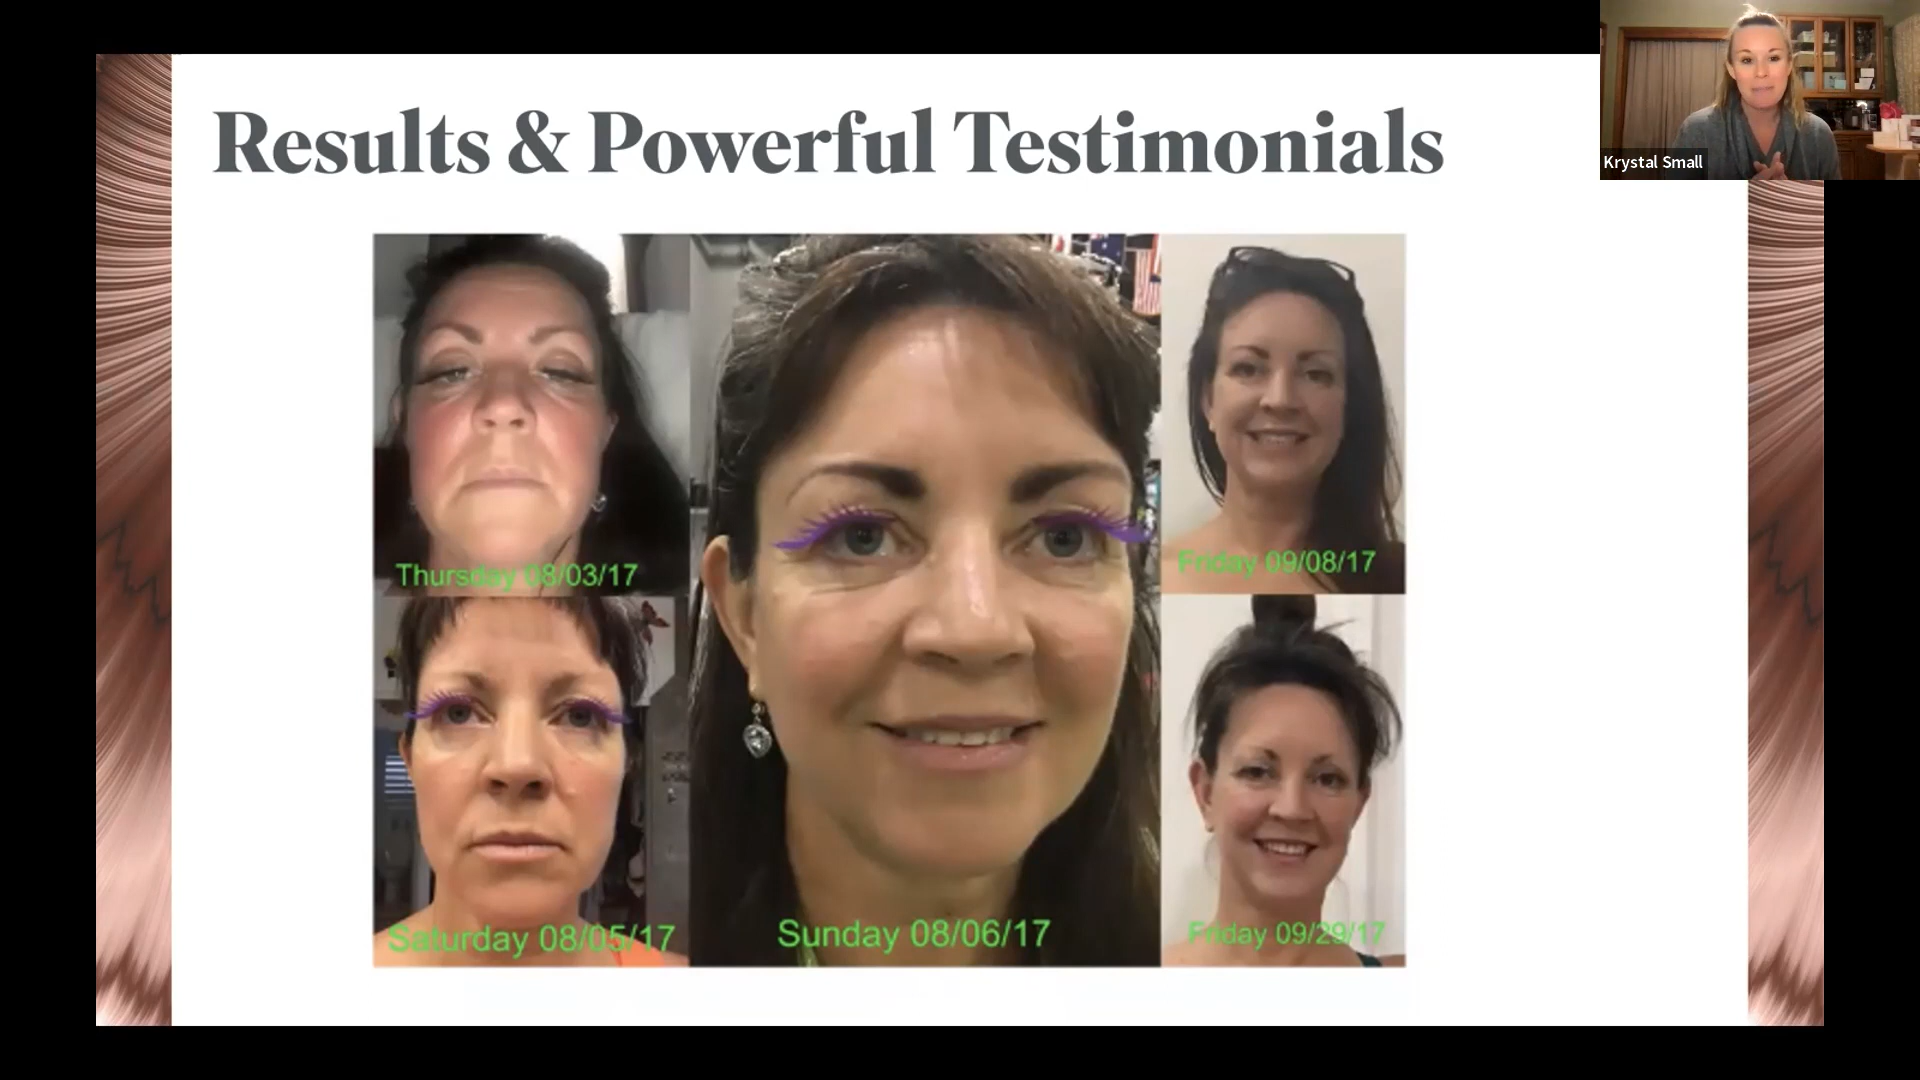 Results & Powerful Testimonials
Krystal Small
Thursday 08/03/17
Friday 09/08/17
Saturday 08/05/17
Sunday 08/06/17
Friday 09/29/17